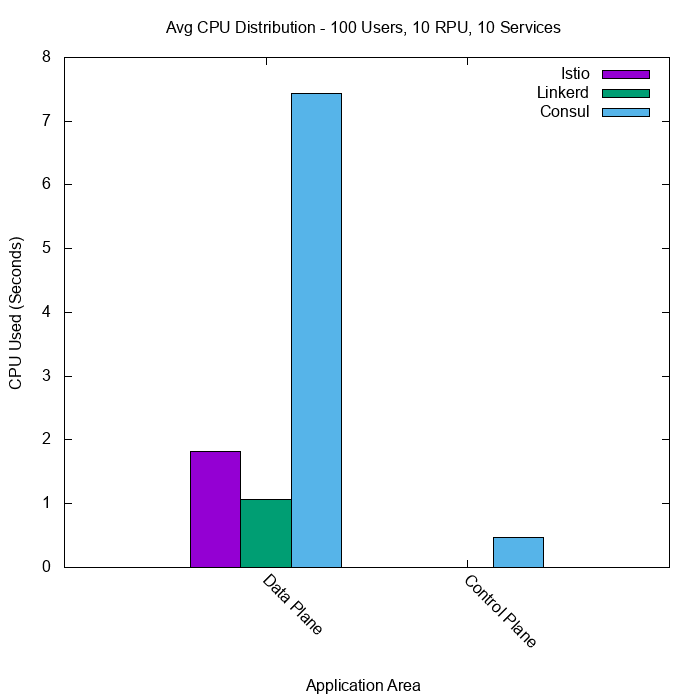 Avg CPU Distribution - 100 Users, 10 RPU, 10 Services
Istio
Linkerd
Consul
8
7
6
5
4
3
2
1
0
CPU Used (Seconds)
Data Plane
Control Plane
Application Area